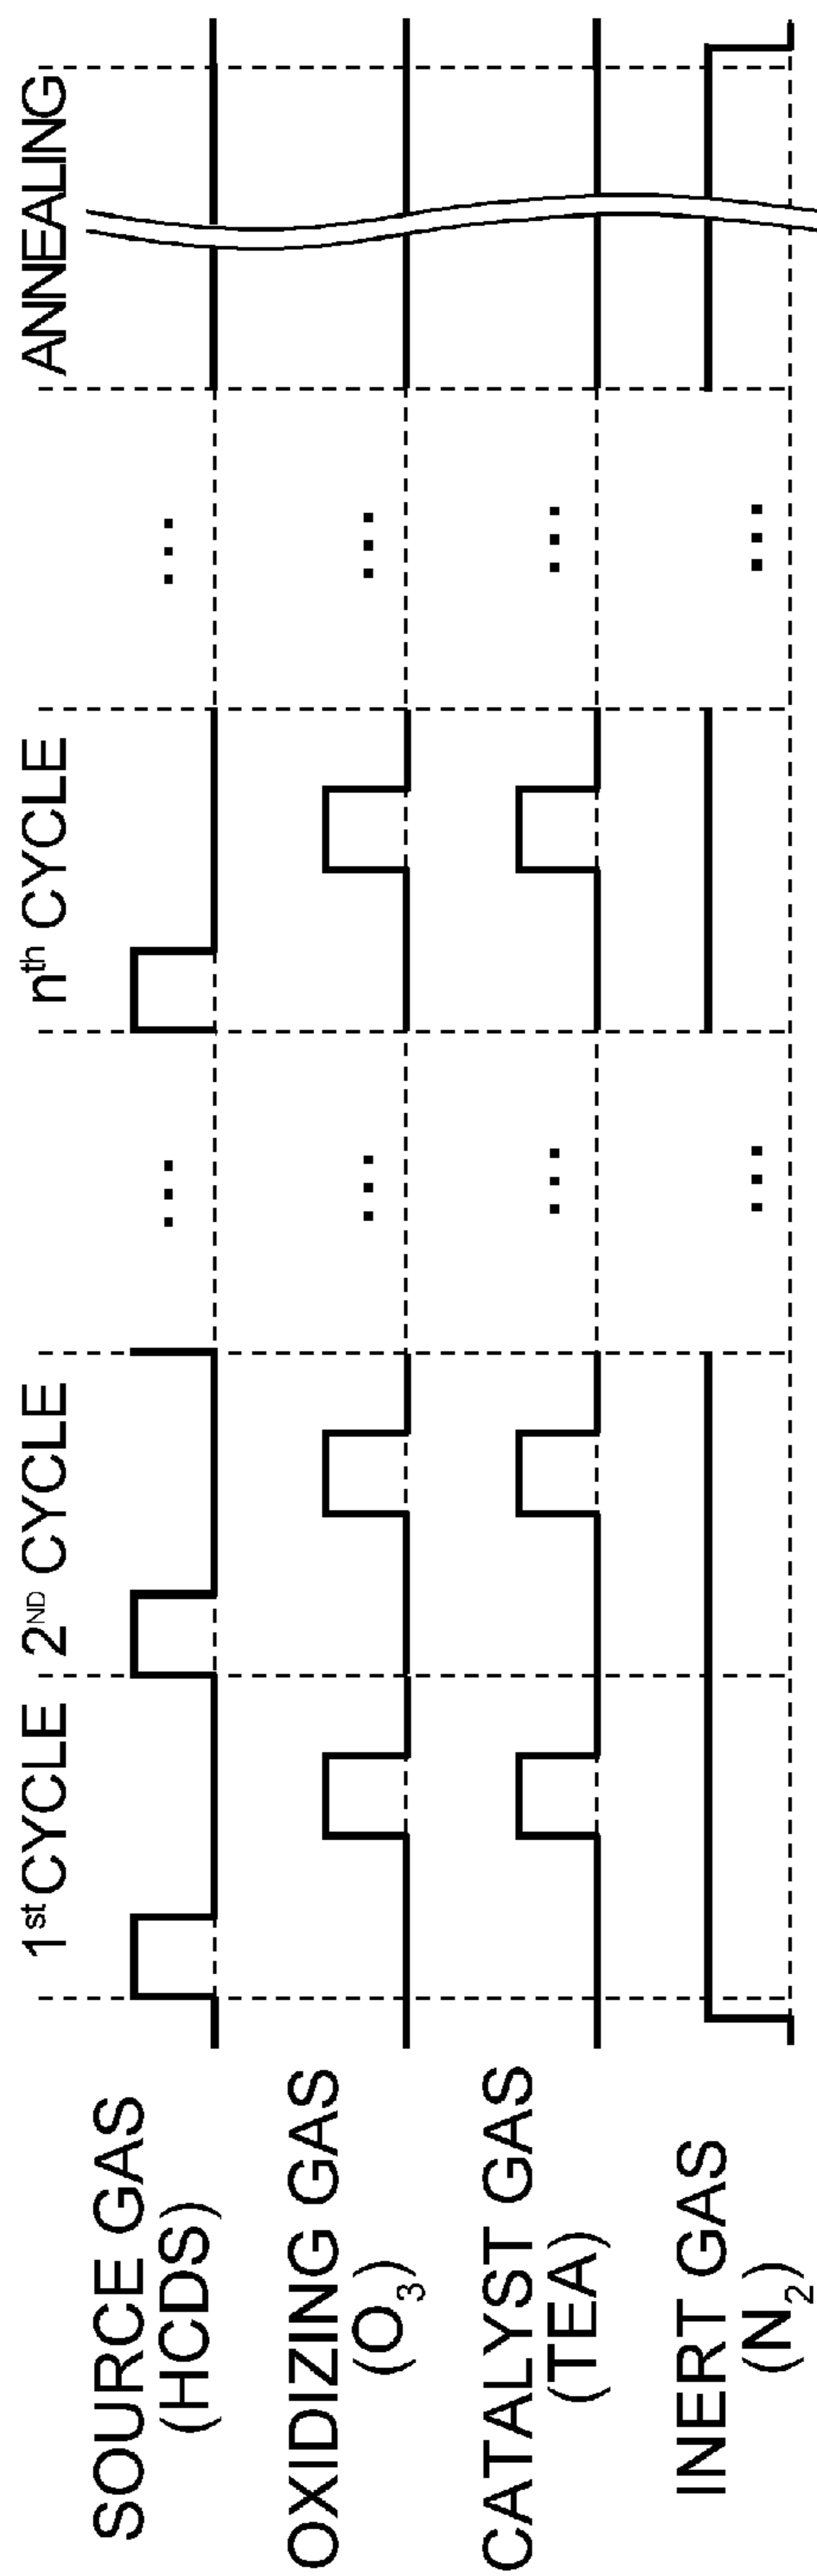 1st CYCLE 2ND CYCLE ... nth CYCLE ... ANNEALING
SOURCE GAS
(HCDS)
... ...
OXIDIZING GAS
(O3)
... ...
CATALYST GAS
(TEA)
... ...
INERT GAS
(N2)
... ...